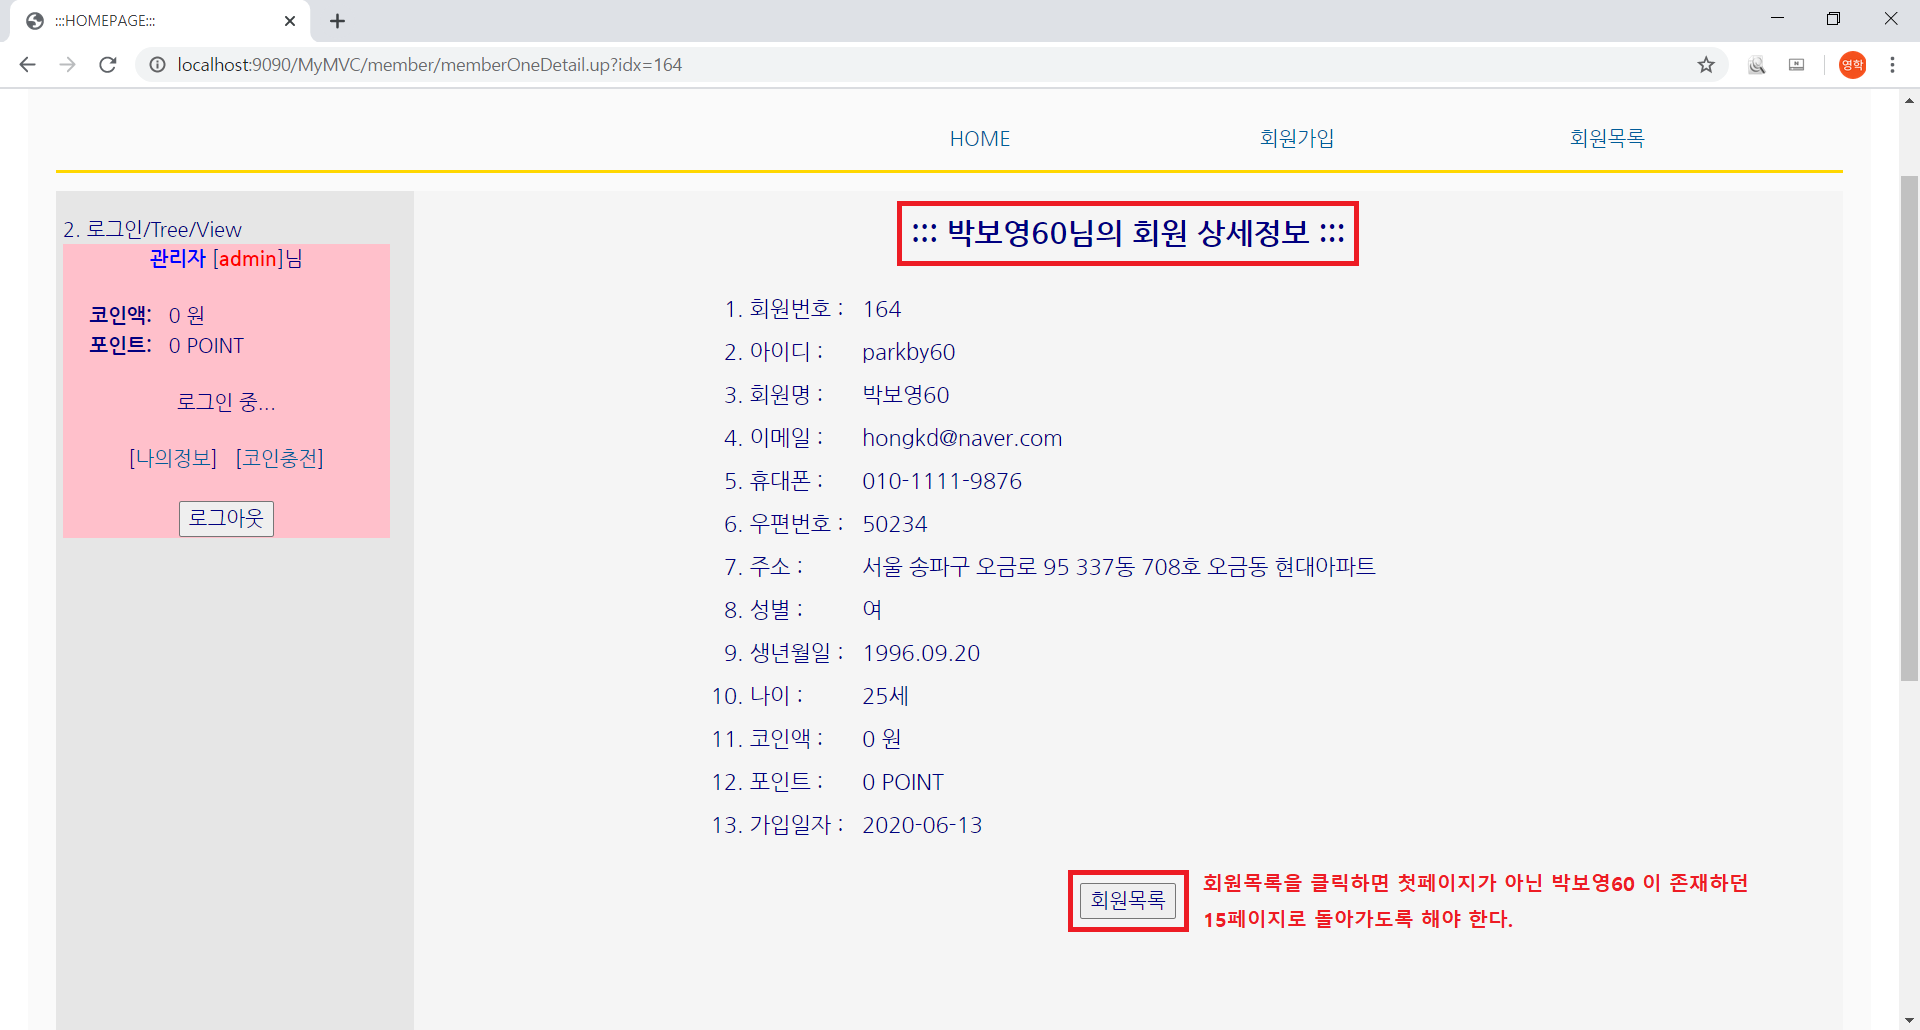 :::HOMEPAGE:::
localhost:9090/MyMVC/member/memberOneDetail.up?idx=164
영학
HOME 회원가입 회원목록
2. 로그인/Tree/View
관리자 [admin]님
코인액: 0 원
포인트: 0 POINT
로그인 중...
[나의정보] [코인충전]
로그아웃
::: 박보영60님의 회원 상세정보 :::
1. 회원번호 : 164
2. 아이디 : parkby60
3. 회원명 : 박보영60
4. 이메일 : hongkd@naver.com
5. 휴대폰 : 010-1111-9876
6. 우편번호 : 50234
7. 주소 : 서울 송파구 오금로 95 337동 708호 오금동 현대아파트
8. 성별 : 여
9. 생년월일 : 1996.09.20
10. 나이 : 25세
11. 코인액 : 0 원
12. 포인트 : 0 POINT
13. 가입일자 : 2020-06-13
회원목록
회원목록을 클릭하면 첫페이지가 아닌 박보영60 이 존재하던
15페이지로 돌아가도록 해야 한다.